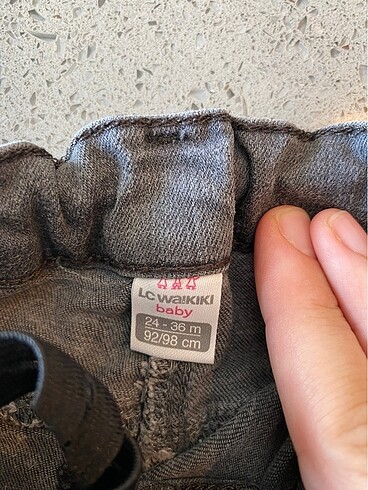 LC WAIKIKI
baby
24 - 36 m
92/98 cm